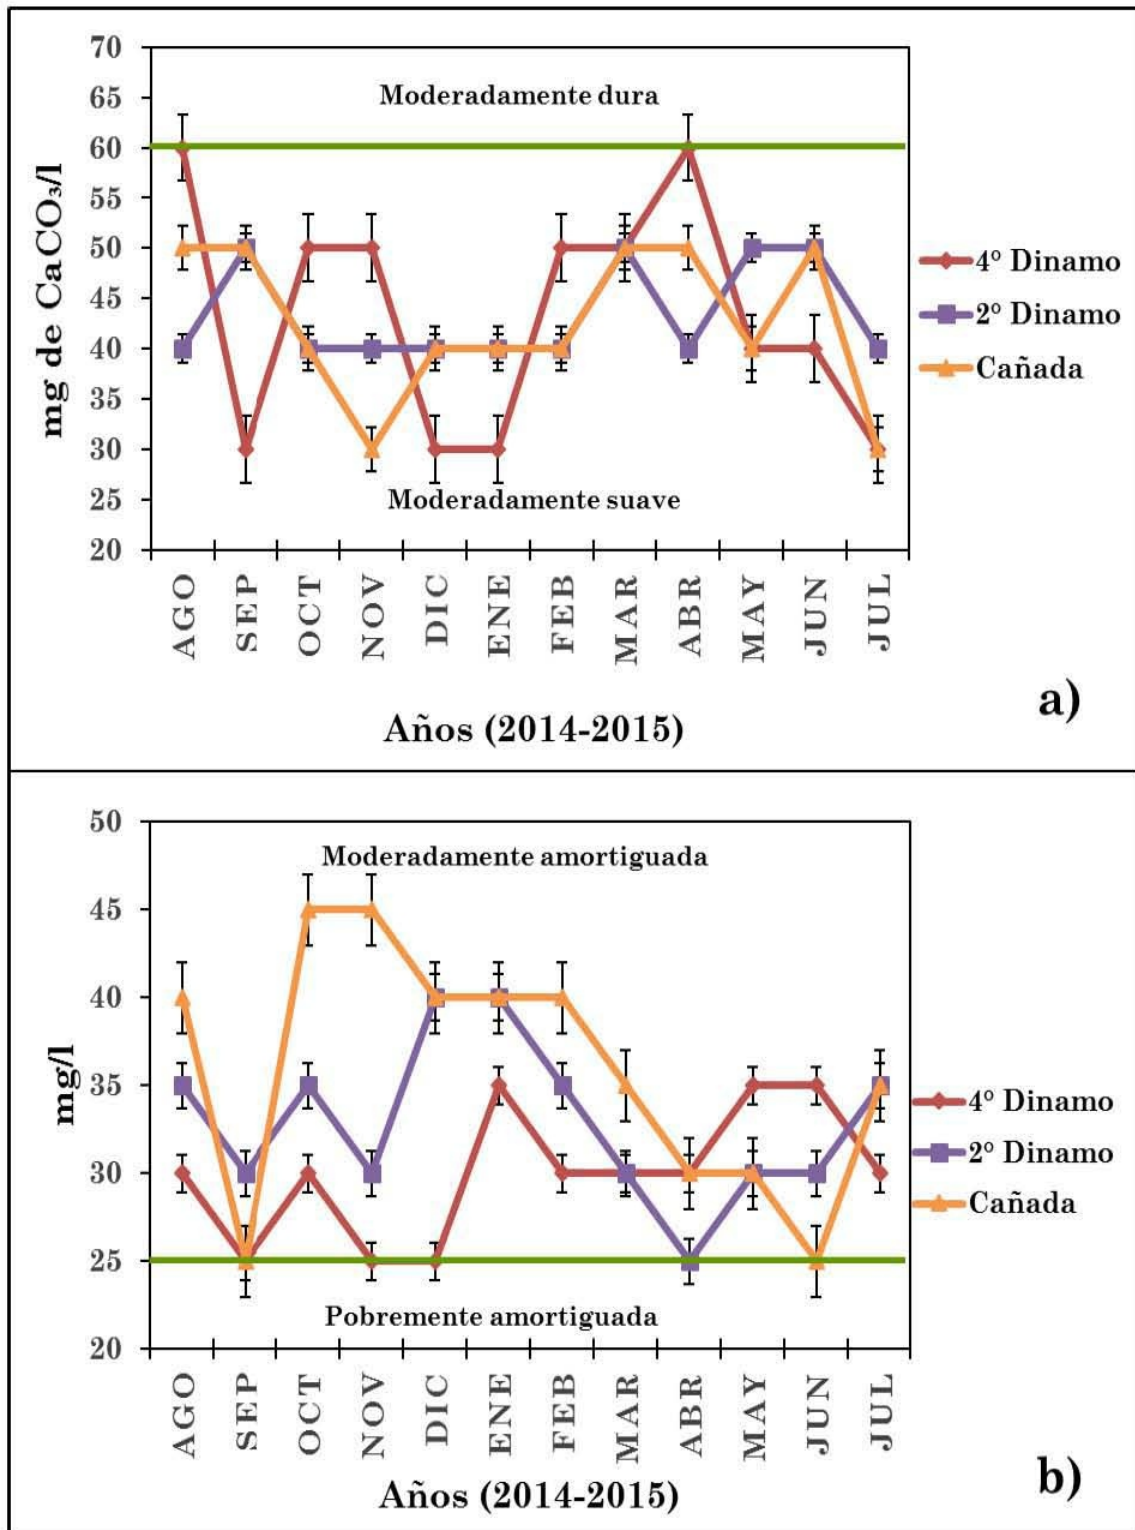 70
65
60
55
50
45
40
35
30
25
20
mg de CaCO₃/l
Moderadamente dura
Moderadamente suave
4° Dinamo
2° Dinamo
Cañada
AGO
SEP
OCT
NOV
DIC
ENE
FEB
MAR
ABR
MAY
JUN
JUL
Años (2014-2015)
a)
50
45
40
35
30
25
20
mg/l
Moderadamente amortiguada
Pobremente amortiguada
4° Dinamo
2° Dinamo
Cañada
AGO
SEP
OCT
NOV
DIC
ENE
FEB
MAR
ABR
MAY
JUN
JUL
Años (2014-2015)
b)